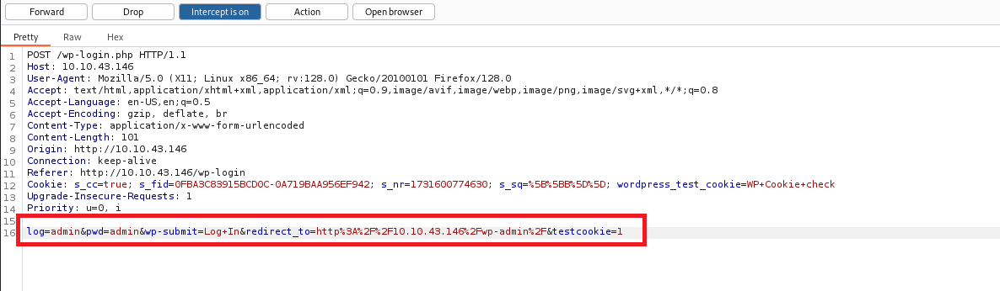 Forward Drop Intercept is on Action Open browser
Pretty Raw Hex
1 POST /wp-login.php HTTP/1.1
2 Host: 10.10.43.146
3 User-Agent: Mozilla/5.0 (X11; Linux x86_64; rv:128.0) Gecko/20100101 Firefox/128.0
4 Accept: text/html,application/xhtml+xml,application/xml;q=0.9,image/avif,image/webp,image/png,image/svg+xml,*/*;q=0.8
5 Accept-Language: en-US,en;q=0.5
6 Accept-Encoding: gzip, deflate, br
7 Content-Type: application/x-www-form-urlencoded
8 Content-Length: 101
9 Origin: http://10.10.43.146
10 Connection: keep-alive
11 Referer: http://10.10.43.146/wp-login
12 Cookie: s_cc=true; s_fid=0FBA3C83915BCD0C-0A719BAA956EF942; s_nr=1731600774630; s_sq=%5B%5BB%5D%5D; wordpress_test_cookie=WP+Cookie+check
13 Upgrade-Insecure-Requests: 1
14 Priority: u=0, i
15
16 log=admin&pwd=admin&wp-submit=Log+In&redirect_to=http%3A%2F%2F10.10.43.146%2Fwp-admin%2F&testcookie=1